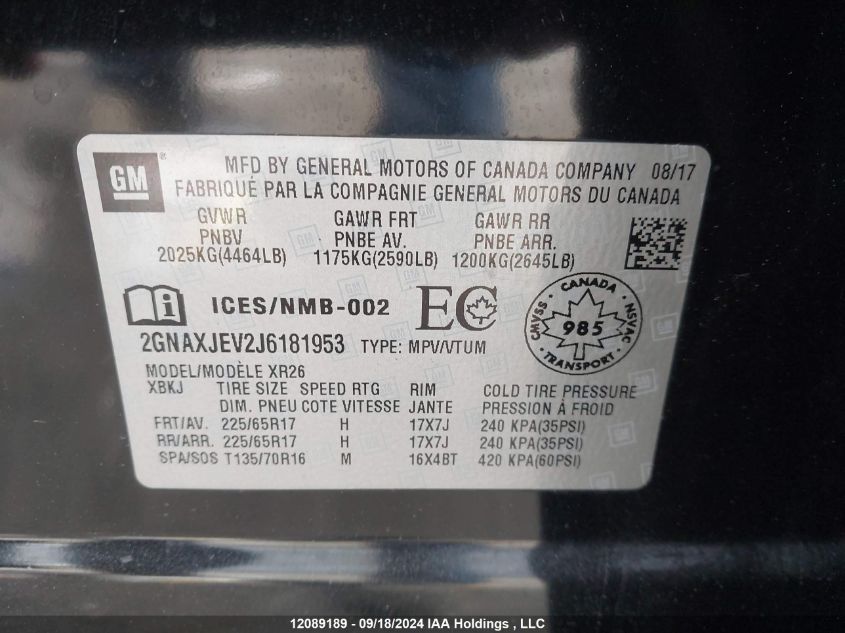 GM
MFD BY GENERAL MOTORS OF CANADA COMPANY 08/17
FABRIQUÉ PAR LA COMPAGNIE GENERAL MOTORS DU CANADA
GVWR GAWR FRT GAWR RR
PNBV PNBE AV. PNBE ARR.
2025KG(4464LB) 1175KG(2590LB) 1200KG(2645LB)
ICES/NMB-002 EC
CANADA
CMVSS 985 NSVAC
TRANSPORT
2GNAXJEV2J6181953 TYPE: MPV/VTUM
MODEL/MODÈLE XR26
XBKJ TIRE SIZE SPEED RTG RIM COLD TIRE PRESSURE
DIM. PNEU COTE VITESSE JANTE PRESSION À FROID
FRT/AV. 225/65R17 H 17X7J 240 KPA(35PSI)
RR/ARR. 225/65R17 H 17X7J 240 KPA(35PSI)
SPA/SOS T135/70R16 M 16X4BT 420 KPA(60PSI)
12089189 - 09/18/2024 IAA Holdings , LLC